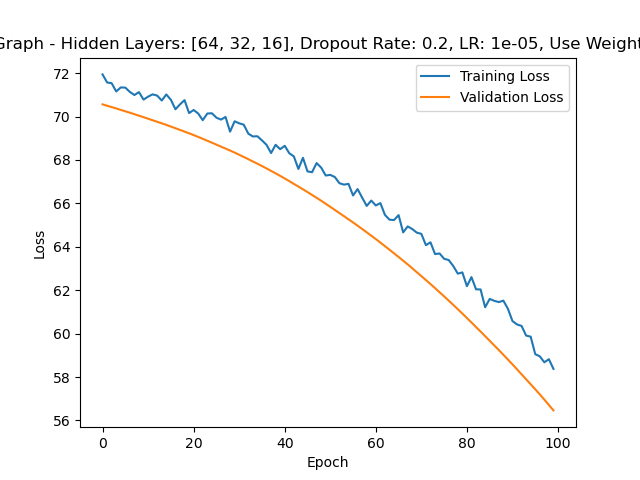 Graph - Hidden Layers: [64, 32, 16], Dropout Rate: 0.2, LR: 1e-05, Use Weight
Training Loss
Validation Loss
72
70
68
66
64
62
60
58
56
Loss
0 20 40 60 80 100
Epoch